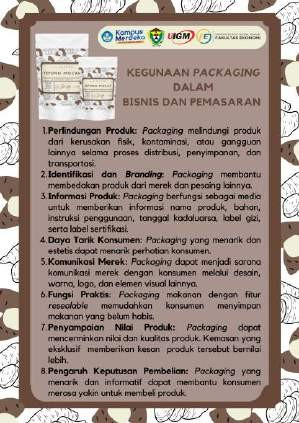 Kampus
Merdeka
UIGM
FAKULTAS EKONOMI
KEGUNAAN PACKAGING
DALAM
BISNIS DAN PEMASARAN
1.Perlindungan Produk: Packaging melindungi produk
dari kerusakan fisik, kontaminasi, atau gangguan
lainnya selama proses distribusi, penyimpanan, dan
transportasi.
2.Identifikasi dan Branding: Packaging membantu
membedakan produk dari merek dan pesaing lainnya.
3.Informasi Produk: Packaging berfungsi sebagai media
untuk memberikan informasi nama produk, bahan,
instruksi penggunaan, tanggal kadaluarsa, label gizi,
serta label sertifikasi.
4.Daya Tarik Konsumen: Packaging yang menarik dan
estetis dapat menarik perhatian konsumen.
5.Komunikasi Merek: Packaging dapat menjadi sarana
komunikasi merek dengan konsumen melalui desain,
warna, logo, dan elemen visual lainnya.
6.Fungsi Praktis: Packaging makanan dengan fitur
reseadable memudahkan konsumen menyimpan
makanan yang belum habis.
7.Penyampaian Nilai Produk: Packaging dapat
mencerminkan nilai dan kualitas produk. Kemasan yang
eksklusif memberikan kesan produk tersebut bernilai
lebih.
8.Pengaruh Keputusan Pembelian: Packaging yang
menarik dan informatif dapat membantu konsumen
merasa yakin untuk membeli produk.